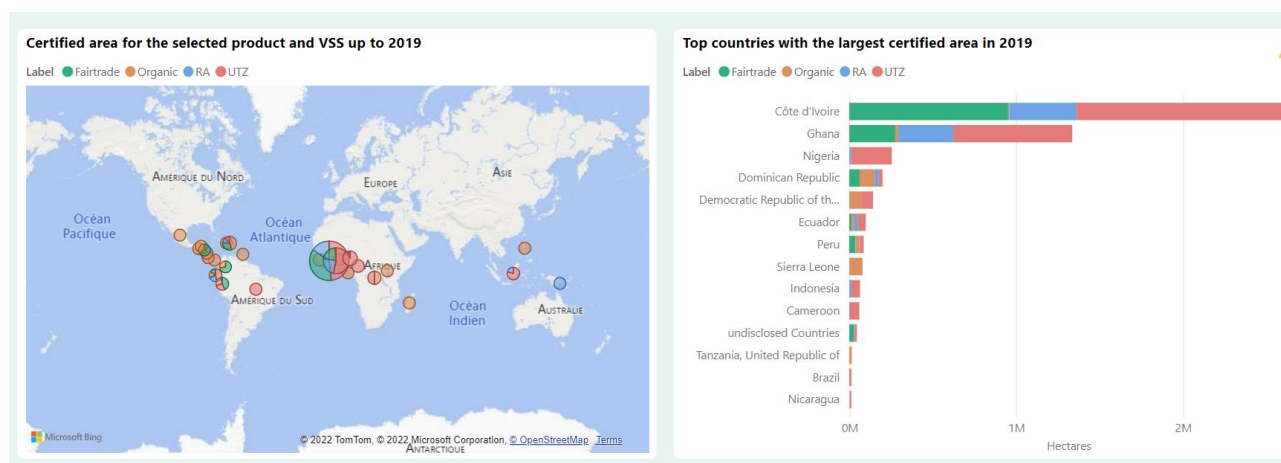 Certified area for the selected product and VSS up to 2019
Label Fairtrade Organic RA UTZ
AMÉRIQUE DU NORD
EUROPE
ASIE
Océan
Pacifique
Océan
Atlantique
AFRIQUE
AMÉRIQUE DU SUD
Océan
Indien
AUSTRALIE
Microsoft Bing
© 2022 TomTom, © 2022 Microsoft Corporation, © OpenStreetMap Terms
ANTARCTIQUE
Top countries with the largest certified area in 2019
Label Fairtrade Organic RA UTZ
Côte d'Ivoire
Ghana
Nigeria
Dominican Republic
Democratic Republic of th...
Ecuador
Peru
Sierra Leone
Indonesia
Cameroon
undisclosed Countries
Tanzania, United Republic of
Brazil
Nicaragua
0M 1M 2M
Hectares